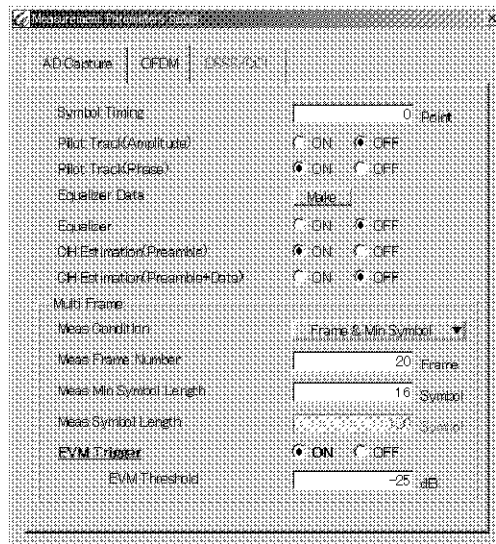 Measurement Parameters Setup
AD Capture OFDM
Symbol Timing 0 Point
Pilot Track(Amplitude) ON OFF
Pilot Track(Phase) ON OFF
Equalizer Data Make
Equalizer ON OFF
CH Estimation(Preamble) ON OFF
CH Estimation(Preamble+Data) ON OFF
Multi Frame
Meas Condition Frame & Min Symbol
Meas Frame Number 20 Frame
Meas Min Symbol Length 16 Symbol
Meas Symbol Length Symbol
EVM Trigger ON OFF
EVM Threshold -25 dB